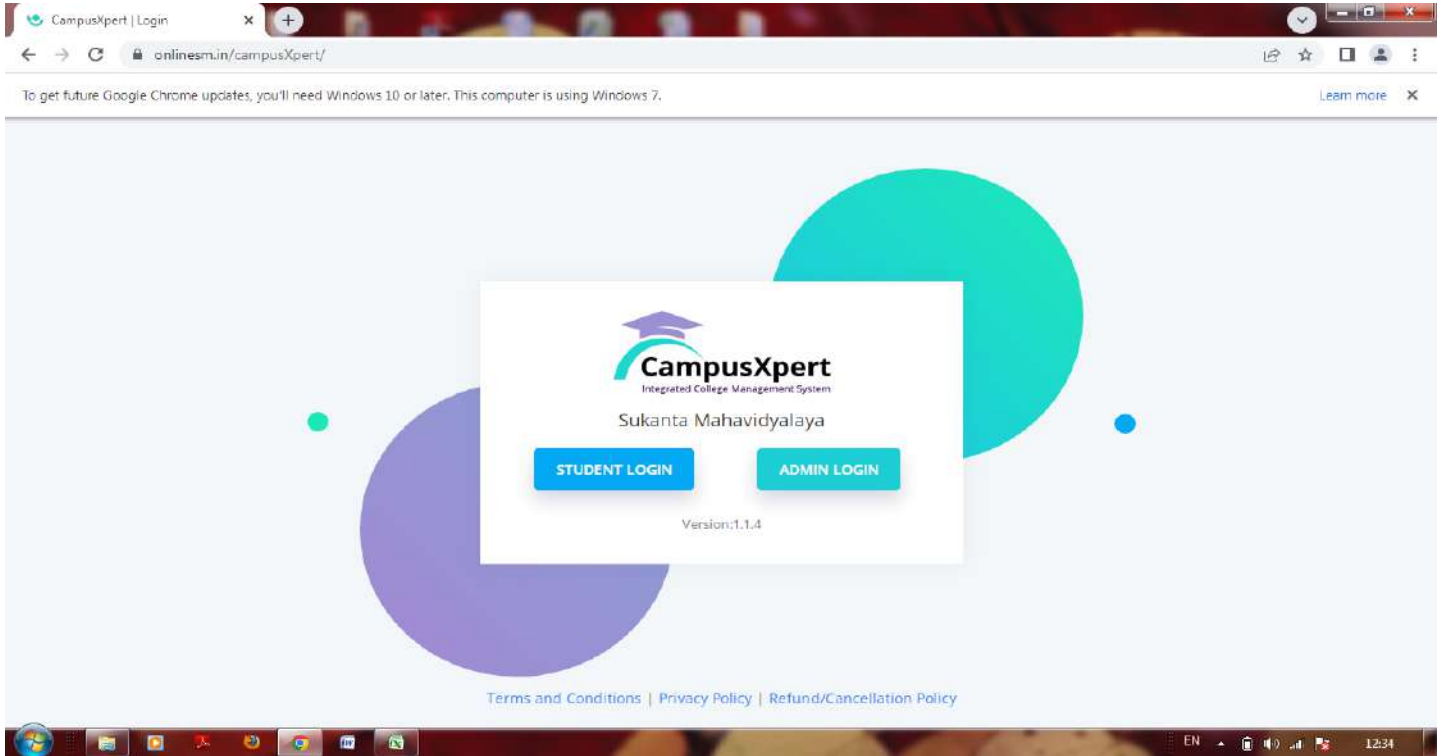 CampusXpert | Login
onlinesm.in/campusXpert/
To get future Google Chrome updates, you'll need Windows 10 or later. This computer is using Windows 7.
Learn more
CampusXpert
Integrated College Management System
Sukanta Mahavidyalaya
STUDENT LOGIN
ADMIN LOGIN
Version:1.1.4
Terms and Conditions | Privacy Policy | Refund/Cancellation Policy
EN
12:34